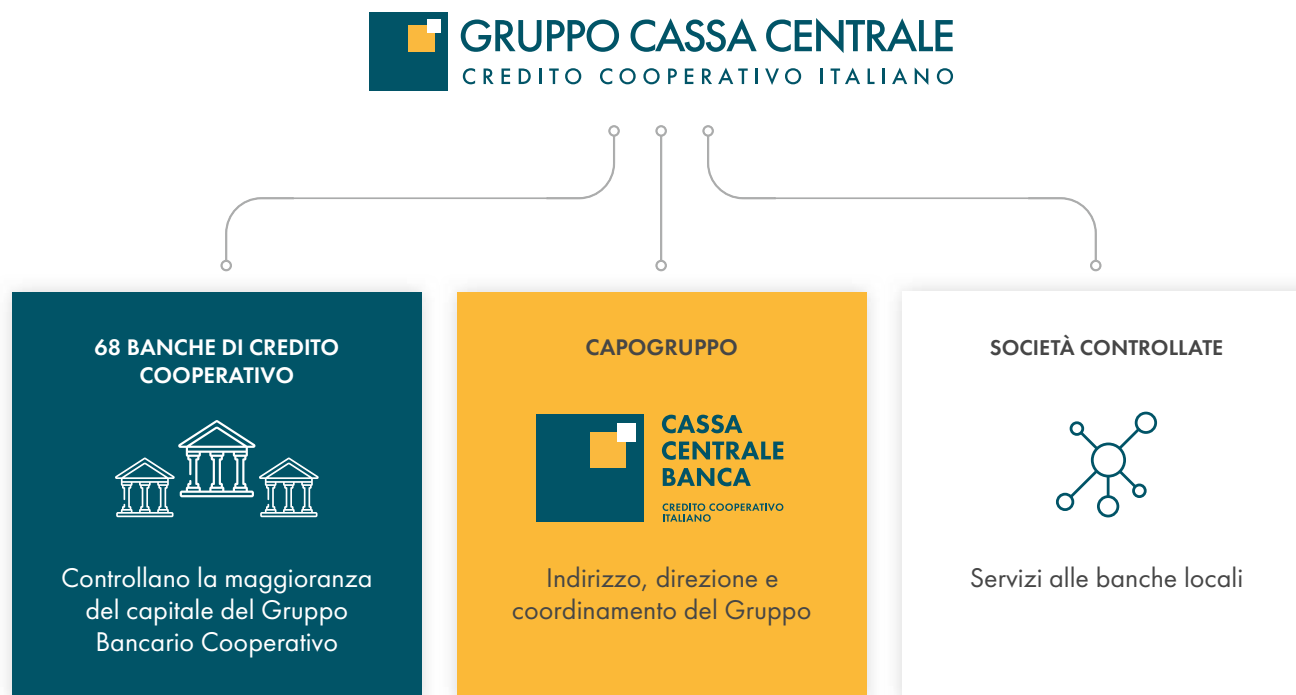 GRUPPO CASSA CENTRALE
CREDITO COOPERATIVO ITALIANO
68 BANCHE DI CREDITO
COOPERATIVO
Controllano la maggioranza
del capitale del Gruppo
Bancario Cooperativo
CAPOGRUPPO
CASSA
CENTRALE
BANCA
CREDITO COOPERATIVO
ITALIANO
Indirizzo, direzione e
coordinamento del Gruppo
SOCIETÀ CONTROLLATE
Servizi alle banche locali